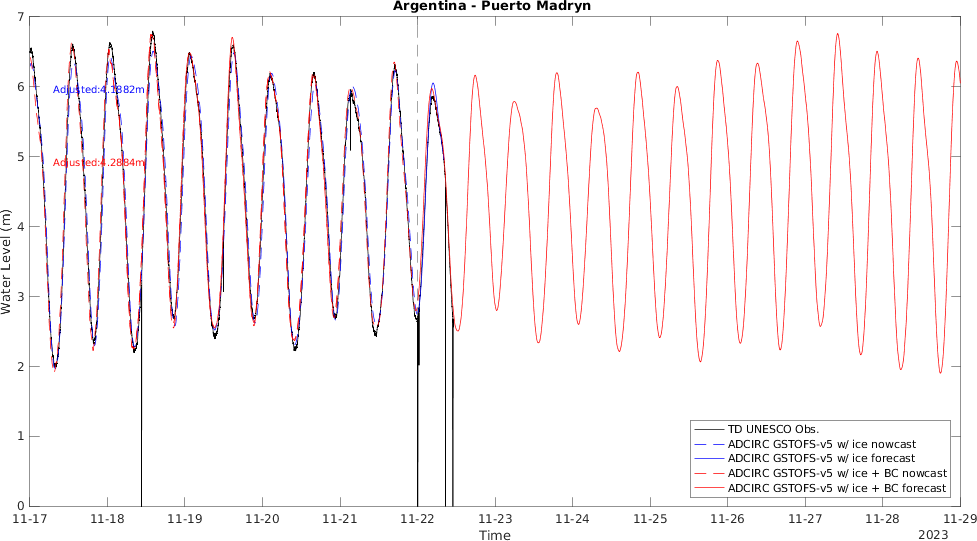 Argentina - Puerto Madryn
7
6
5
4
3
2
1
0
Water Level (m)
Adjusted:4.1882m
Adjusted:4.2884m
TD UNESCO Obs.
ADCIRC GSTOFS-v5 w/ ice nowcast
ADCIRC GSTOFS-v5 w/ ice forecast
ADCIRC GSTOFS-v5 w/ ice + BC nowcast
ADCIRC GSTOFS-v5 w/ ice + BC forecast
11-17 11-18 11-19 11-20 11-21 11-22 11-23 11-24 11-25 11-26 11-27 11-28 11-29
Time
2023